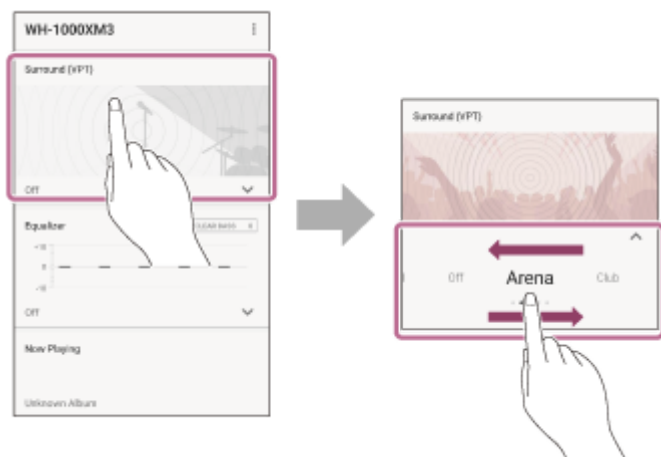 WH-1000XM3
Surround (VPT)
Off
Equalizer
CLEAR BASS 0
+10
0
-10
Off
Now Playing
Unknown Album
Surround (VPT)
Off
Arena
Club